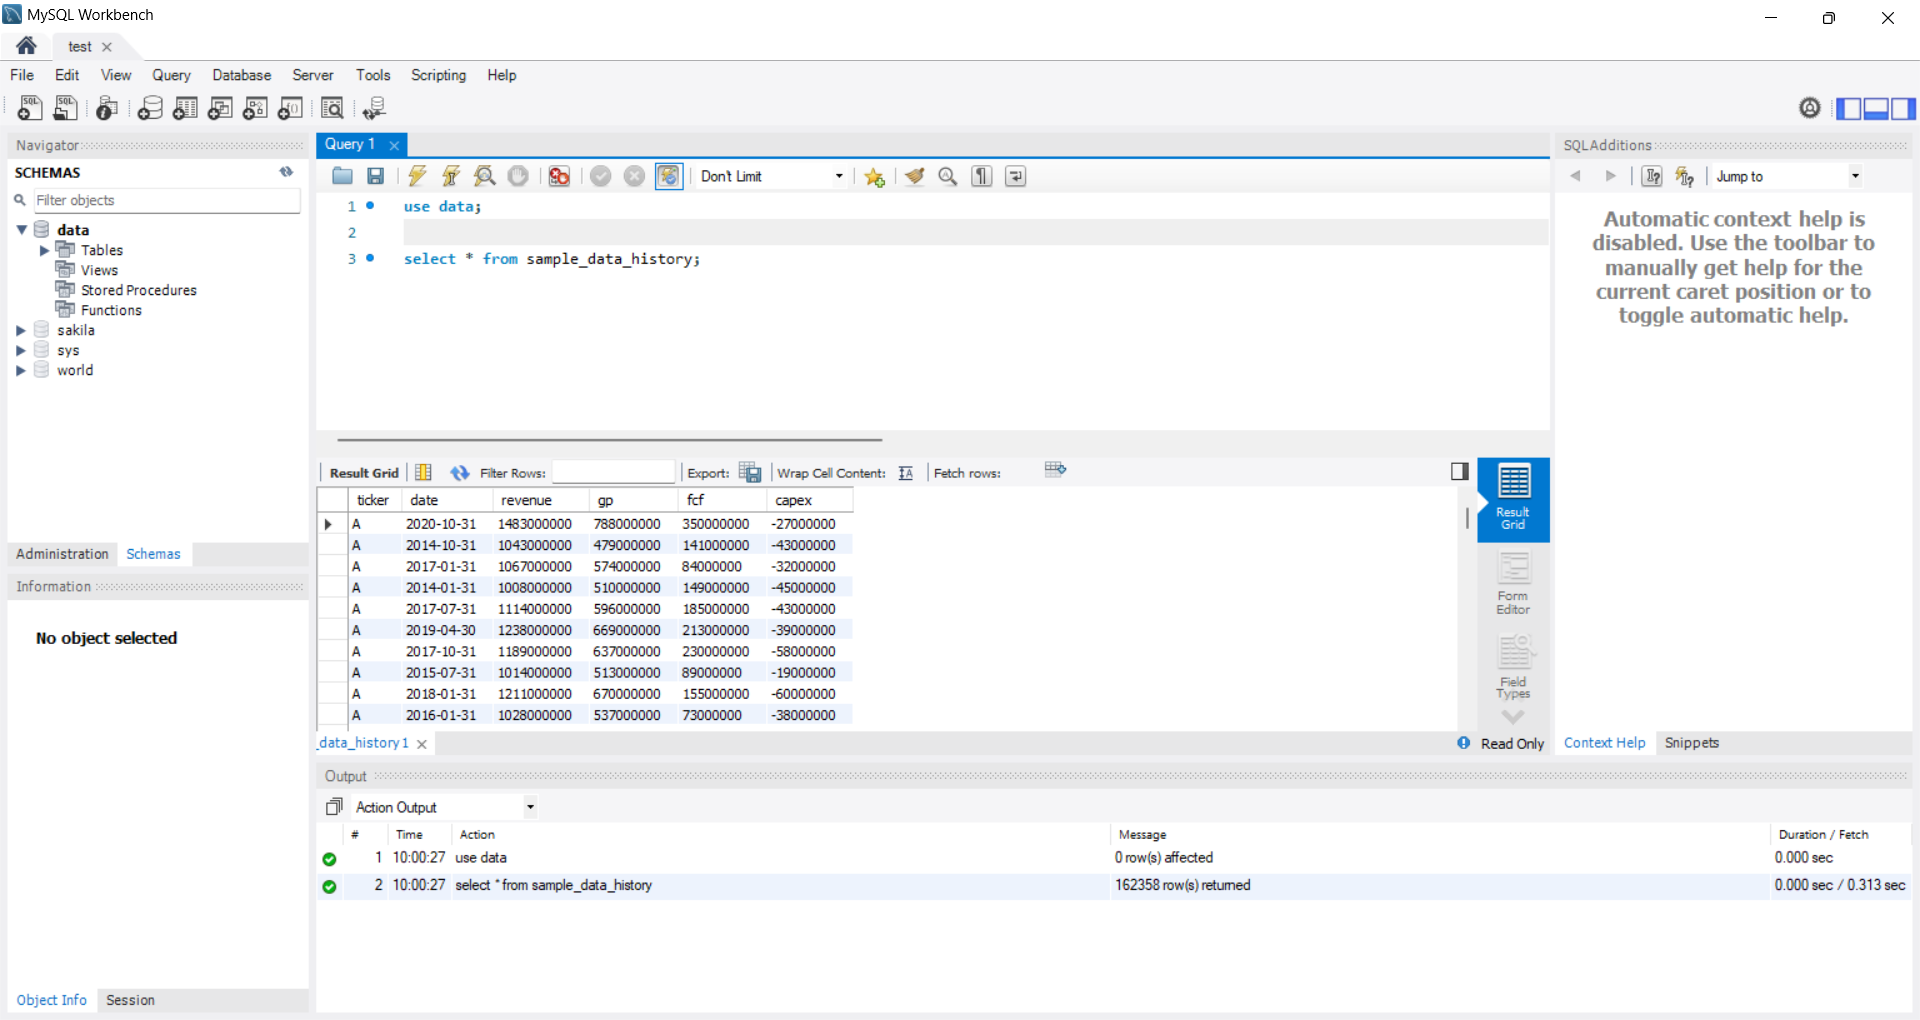 MySQL Workbench
test
File Edit View Query Database Server Tools Scripting Help
Navigator
SCHEMAS
Filter objects
data
Tables
Views
Stored Procedures
Functions
sakila
sys
world
Administration Schemas
Information
No object selected
Object Info Session
Query 1
Don't Limit
1 use data;
2
3 select * from sample_data_history;
Result Grid Filter Rows: Export: Wrap Cell Content: Fetch rows:
ticker date revenue gp fcf capex
A 2020-10-31 1483000000 788000000 350000000 -27000000
A 2014-10-31 1043000000 479000000 141000000 -43000000
A 2017-01-31 1067000000 574000000 84000000 -32000000
A 2014-01-31 1008000000 510000000 149000000 -45000000
A 2017-07-31 1114000000 596000000 185000000 -43000000
A 2019-04-30 1238000000 669000000 213000000 -39000000
A 2017-10-31 1189000000 637000000 230000000 -58000000
A 2015-07-31 1014000000 513000000 89000000 -19000000
A 2018-01-31 1211000000 670000000 155000000 -60000000
A 2016-01-31 1028000000 537000000 73000000 -38000000
Result
Grid
Form
Editor
Field
Types
_data_history1
Read Only
Output
Action Output
# Time Action Message Duration / Fetch
1 10:00:27 use data 0 row(s) affected 0.000 sec
2 10:00:27 select * from sample_data_history 162358 row(s) returned 0.000 sec / 0.313 sec
SQLAdditions
Jump to
Automatic context help is
disabled. Use the toolbar to
manually get help for the
current caret position or to
toggle automatic help.
Context Help Snippets